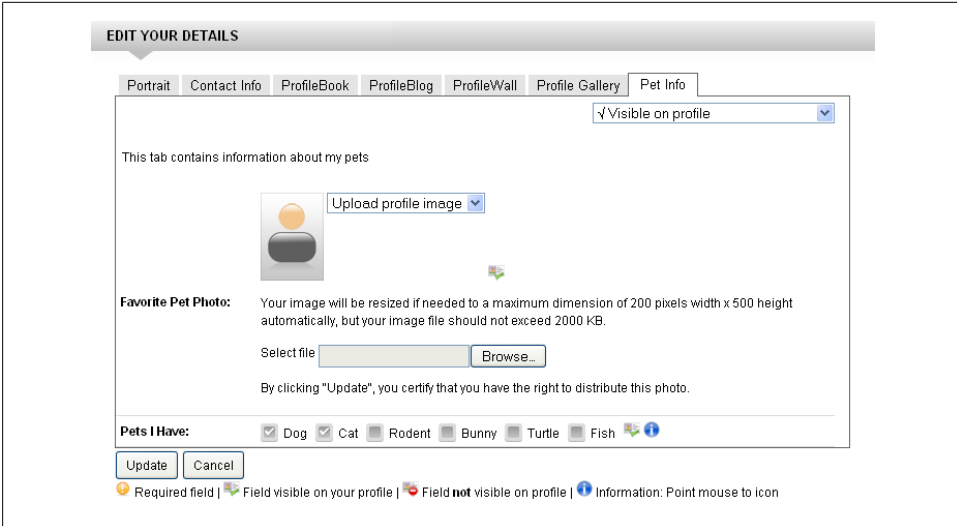 EDIT YOUR DETAILS
Portrait Contact Info ProfileBook ProfileBlog ProfileWall Profile Gallery Pet Info
√ Visible on profile
This tab contains information about my pets
Upload profile image
Favorite Pet Photo: Your image will be resized if needed to a maximum dimension of 200 pixels width x 500 height
automatically, but your image file should not exceed 2000 KB.
Select file Browse...
By clicking "Update", you certify that you have the right to distribute this photo.
Pets I Have: Dog Cat Rodent Bunny Turtle Fish
Update Cancel
Required field | Field visible on your profile | Field not visible on profile | Information: Point mouse to icon